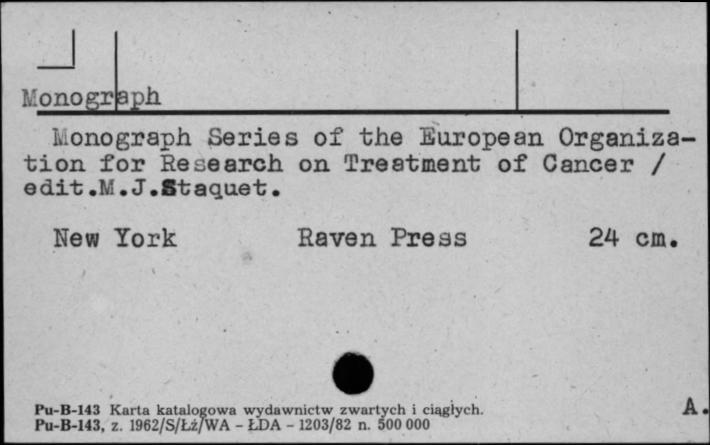 Monograph
Monograph Series of the European Organiza-
tion for Research on Treatment of Cancer /
edit.M.J.Staquet.
New York Raven Press 24 cm.
Pu-B-143 Karta katalogowa wydawnictw zwartych i ciągłych.
A.
Pu-B-143, z. 1962/S/Łź/WA – ŁDA – 1203/82 n. 500 000